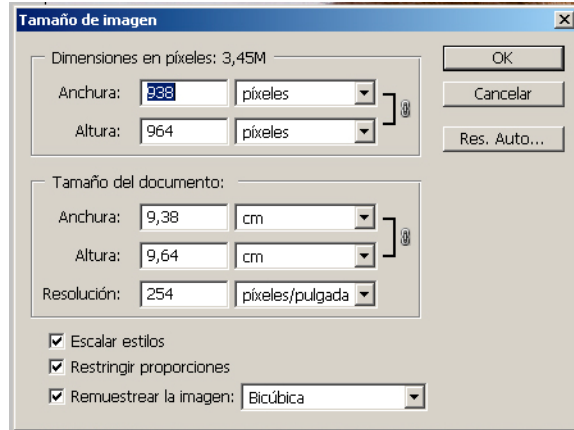 Tamaño de imagen
Dimensiones en píxeles: 3,45M
Anchura: 938 píxeles
Altura: 964 píxeles
Tamaño del documento:
Anchura: 9,38 cm
Altura: 9,64 cm
Resolución: 254 píxeles/pulgada
Escalar estilos
Restringir proporciones
Remuestrear la imagen: Bicúbica
OK
Cancelar
Res. Auto...